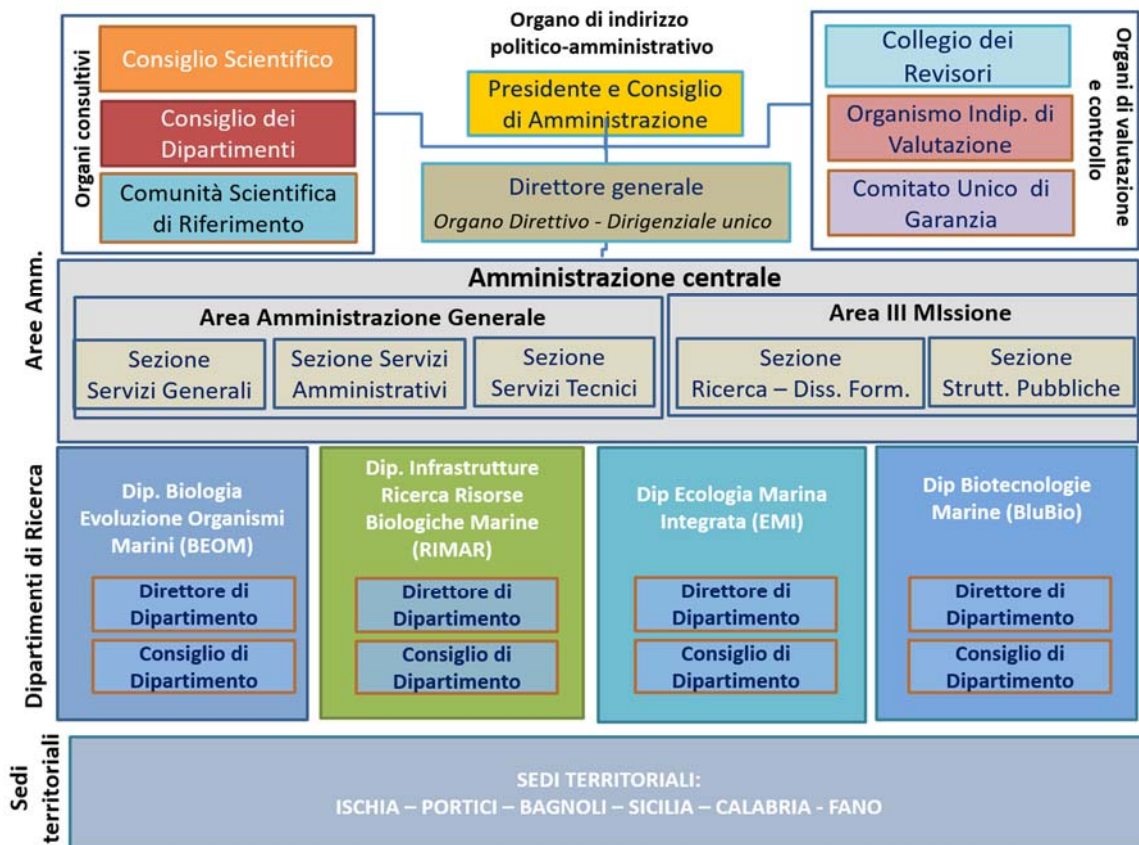 Organi consultivi
Consiglio Scientifico
Consiglio dei
Dipartimenti
Comunità Scientifica
di Riferimento
Organo di indirizzo
politico-amministrativo
Presidente e Consiglio
di Amministrazione
Direttore generale
Organo Direttivo - Dirigenziale unico
Collegio dei
Revisori
Organismo Indip. di
Valutazione
Comitato Unico di
Garanzia
Organi di valutazione
e controllo
Aree Amm.
Amministrazione centrale
Area Amministrazione Generale
Sezione
Servizi Generali
Sezione Servizi
Amministrativi
Sezione
Servizi Tecnici
Area III MIssione
Sezione
Ricerca – Diss. Form.
Sezione
Strutt. Pubbliche
Dipartimenti di Ricerca
Dip. Biologia
Evoluzione Organismi
Marini (BEOM)
Direttore di
Dipartimento
Consiglio di
Dipartimento
Dip. Infrastrutture
Ricerca Risorse
Biologiche Marine
(RIMAR)
Direttore di
Dipartimento
Consiglio di
Dipartimento
Dip Ecologia Marina
Integrata (EMI)
Direttore di
Dipartimento
Consiglio di
Dipartimento
Dip Biotecnologie
Marine (BluBio)
Direttore di
Dipartimento
Consiglio di
Dipartimento
Sedi
territoriali
SEDI TERRITORIALI:
ISCHIA – PORTICI – BAGNOLI – SICILIA – CALABRIA - FANO